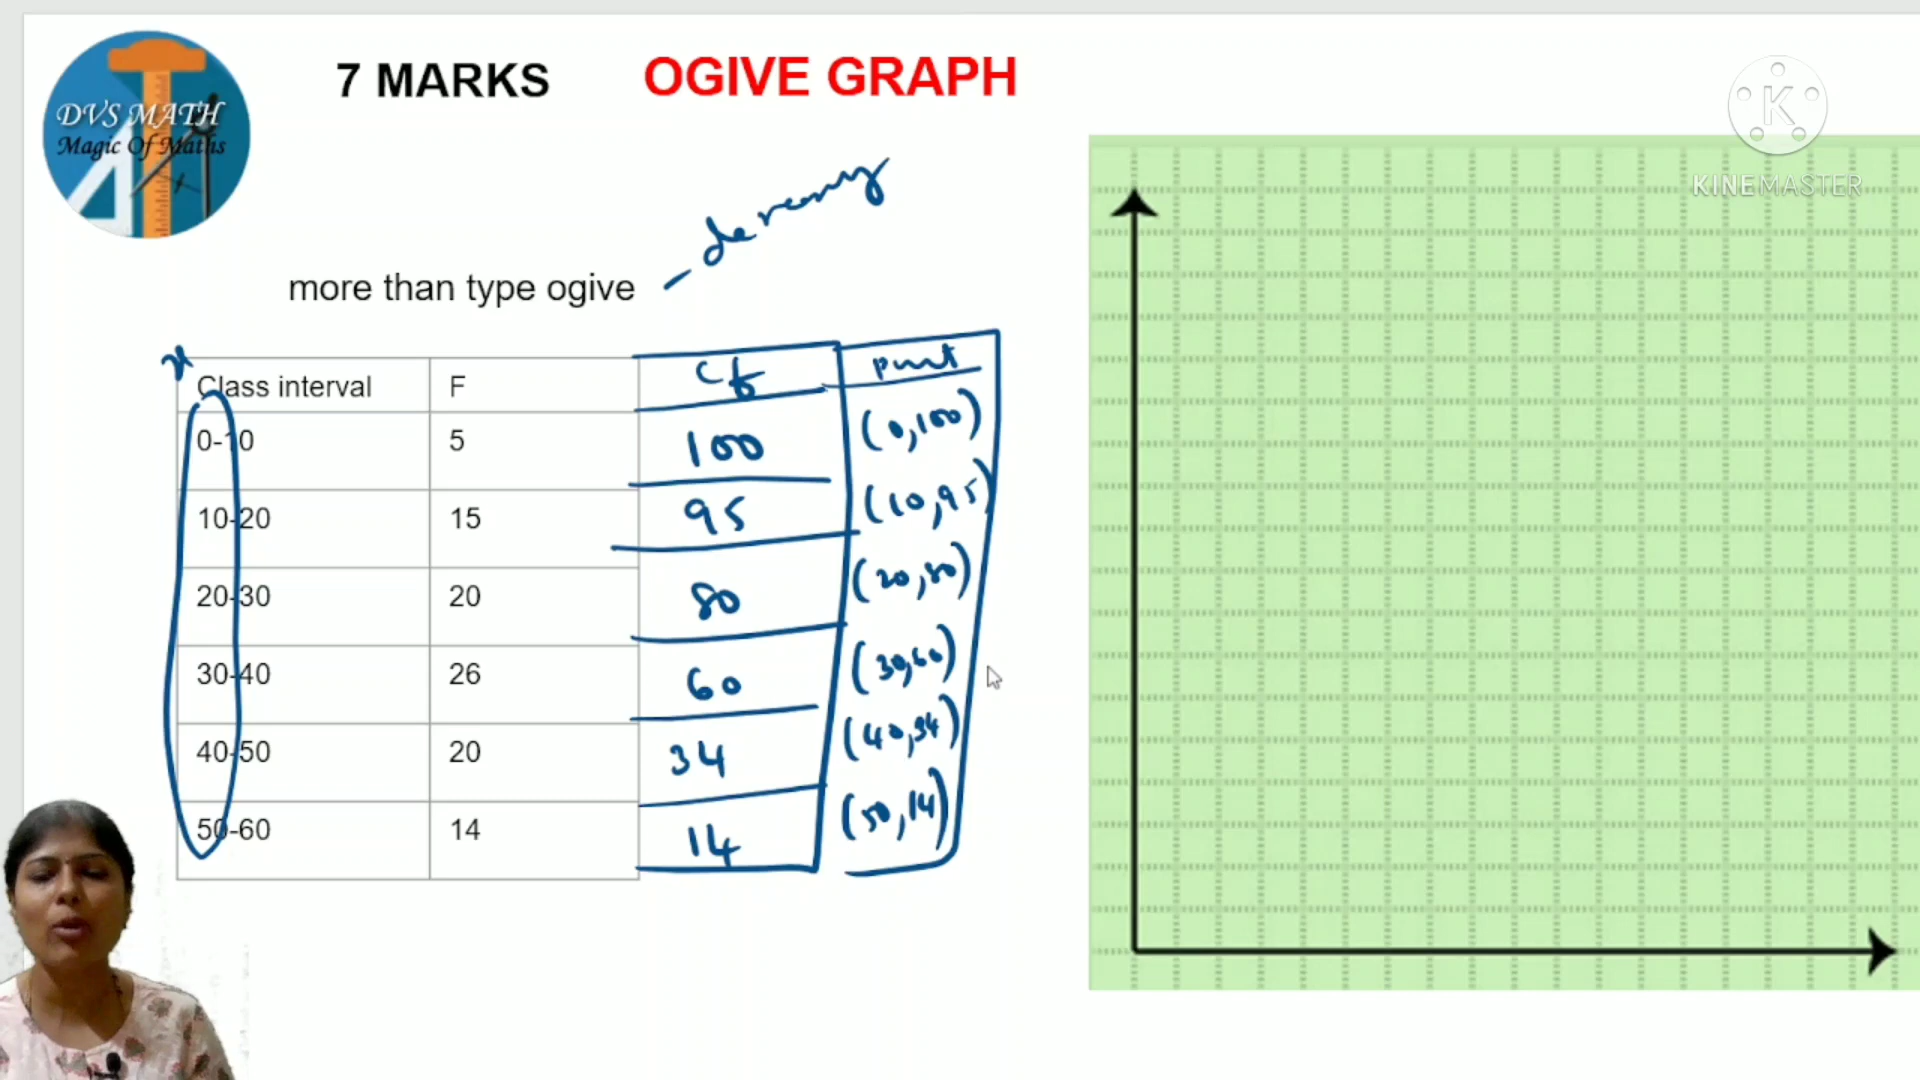 7 MARKS OGIVE GRAPH
DVS MATH
Magic Of Maths
KINEMASTER
more than type ogive
x
Class interval F cf point
0-10 5 100 (0,100)
10-20 15 95 (10,95)
20-30 20 80 (20,80)
30-40 26 60 (30,60)
40-50 20 34 (40,34)
50-60 14 14 (50,14)